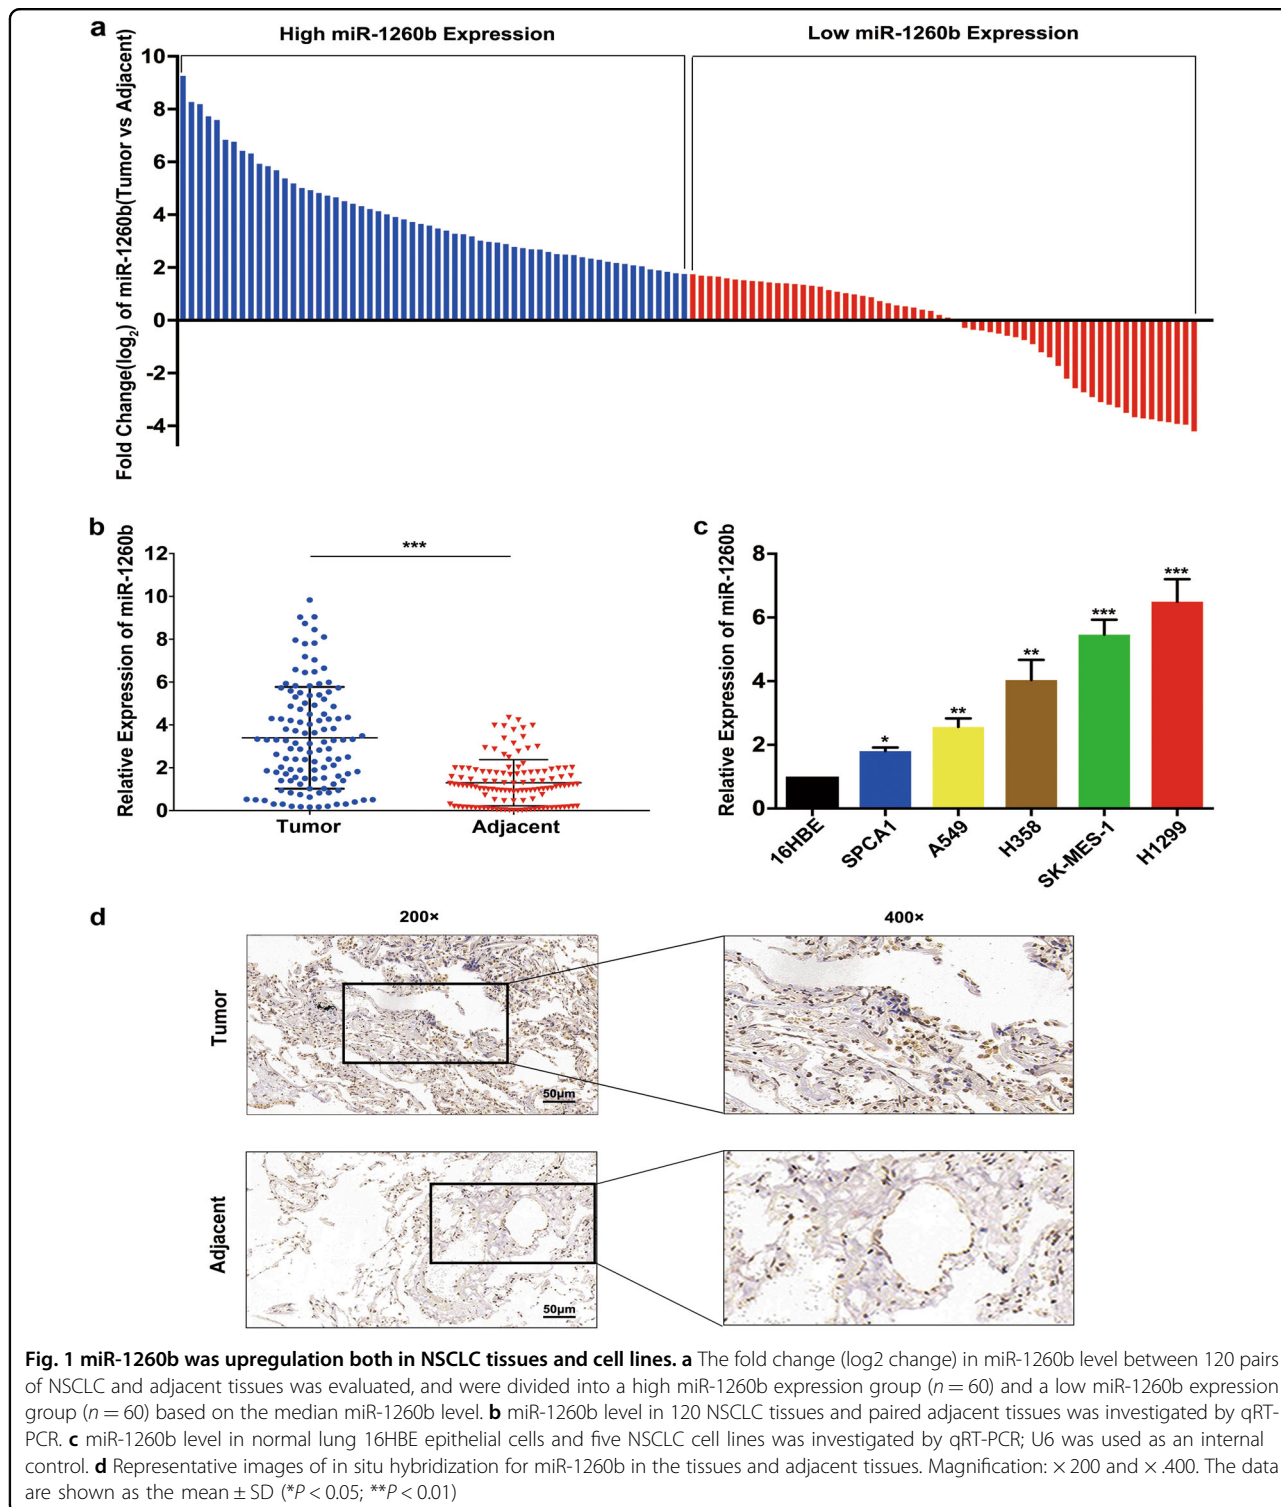 a
High miR-1260b Expression
Low miR-1260b Expression
Fold Change(log2) of miR-1260b(Tumor vs Adjacent)
10
8
6
4
2
0
-2
-4
b
Relative Expression of miR-1260b
12
10
8
6
4
2
0
***
Tumor
Adjacent
c
Relative Expression of miR-1260b
8
6
4
2
0
*
**
**
***
***
16HBE
SPCA1
A549
H358
SK-MES-1
H1299
d
200×
400×
Tumor
50μm
Adjacent
50μm
Fig. 1 miR-1260b was upregulation both in NSCLC tissues and cell lines. a The fold change (log2 change) in miR-1260b level between 120 pairs
of NSCLC and adjacent tissues was evaluated, and were divided into a high miR-1260b expression group (n = 60) and a low miR-1260b expression
group (n = 60) based on the median miR-1260b level. b miR-1260b level in 120 NSCLC tissues and paired adjacent tissues was investigated by qRT-
PCR. c miR-1260b level in normal lung 16HBE epithelial cells and five NSCLC cell lines was investigated by qRT-PCR; U6 was used as an internal
control. d Representative images of in situ hybridization for miR-1260b in the tissues and adjacent tissues. Magnification: × 200 and × .400. The data
are shown as the mean ± SD (*P < 0.05; **P < 0.01)